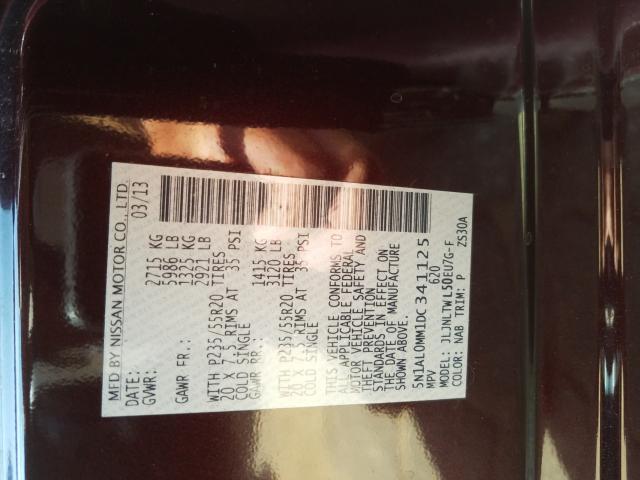 MFD BY NISSAN MOTOR CO., LTD.
DATE: 03/13
GVWR: 2715 KG
5986 LB
GAWR FR.: 1325 KG
2921 LB
WITH P235/55R20 TIRES
20 X 7.5 RIMS AT 35 PSI
COLD SINGLE
GAWR RR.: 1415 KG
3120 LB
WITH P235/55R20 TIRES
20 X 7.5 RIMS AT 35 PSI
COLD SINGLE
THIS VEHICLE CONFORMS TO
ALL APPLICABLE FEDERAL
MOTOR VEHICLE SAFETY AND
THEFT PREVENTION
STANDARDS IN EFFECT ON
THE DATE OF MANUFACTURE
SHOWN ABOVE.
5N1AL0MM1DC341125
MPV 620
MODEL: JL1NLTWL50EU7G-F
COLOR: NAB TRIM: P ZS30A